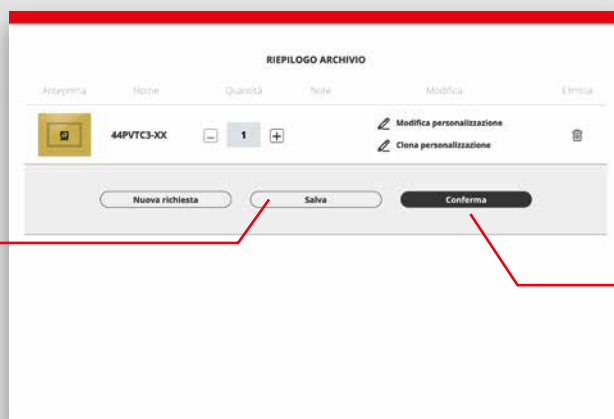 RIEPILOGO ARCHIVIO
Anteprima Nome Quantità Note Modifica Elimina
44PVTC3-XX 1 Modifica personalizzazione
Clona personalizzazione
Nuova richiesta Salva Conferma